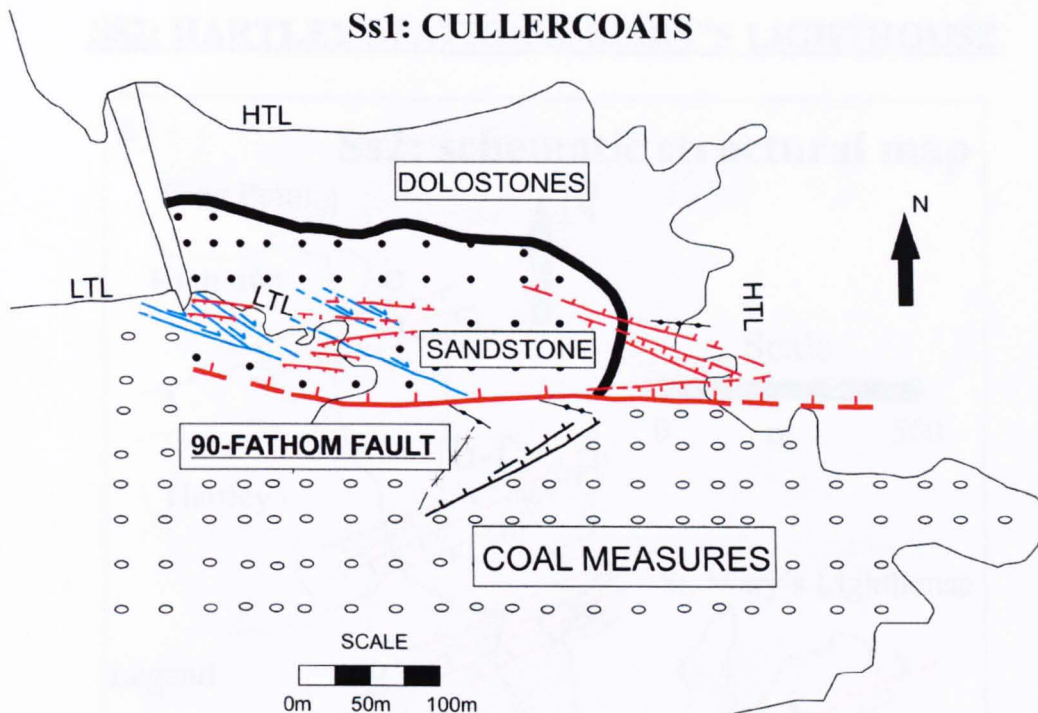 Ss1: CULLERCOATS
HTL
DOLOSTONES
N
LTL
LTL
HTL
SANDSTONE
90-FATHOM FAULT
COAL MEASURES
SCALE
0m 50m 100m